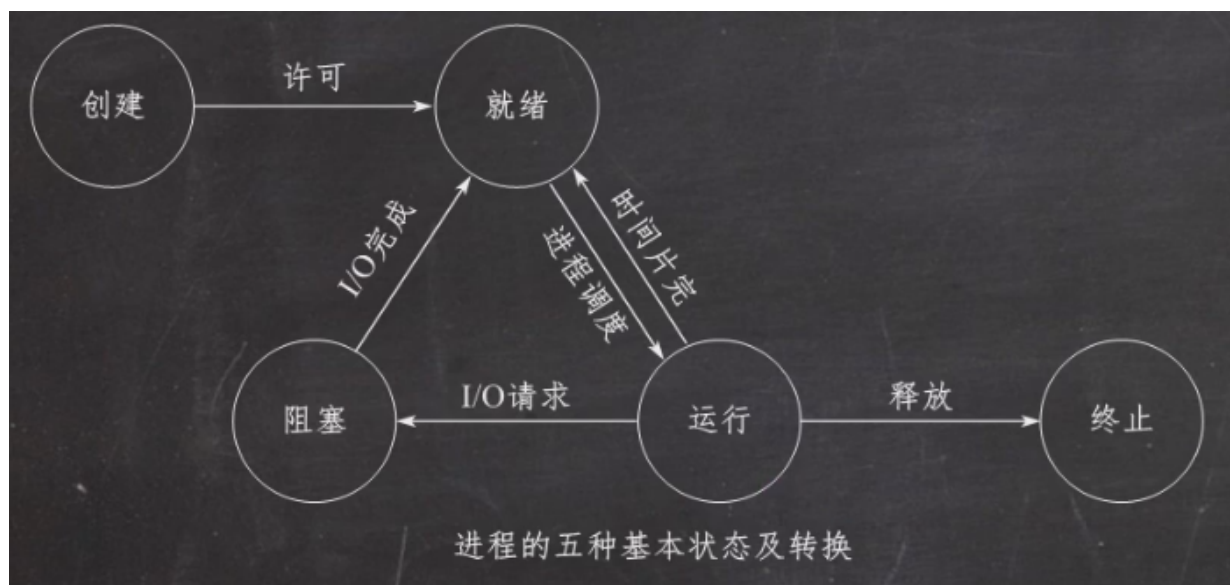 许可
创建
就绪
I/O完成
进程调度
时间片完
阻塞
I/O请求
运行
释放
终止
进程的五种基本状态及转换